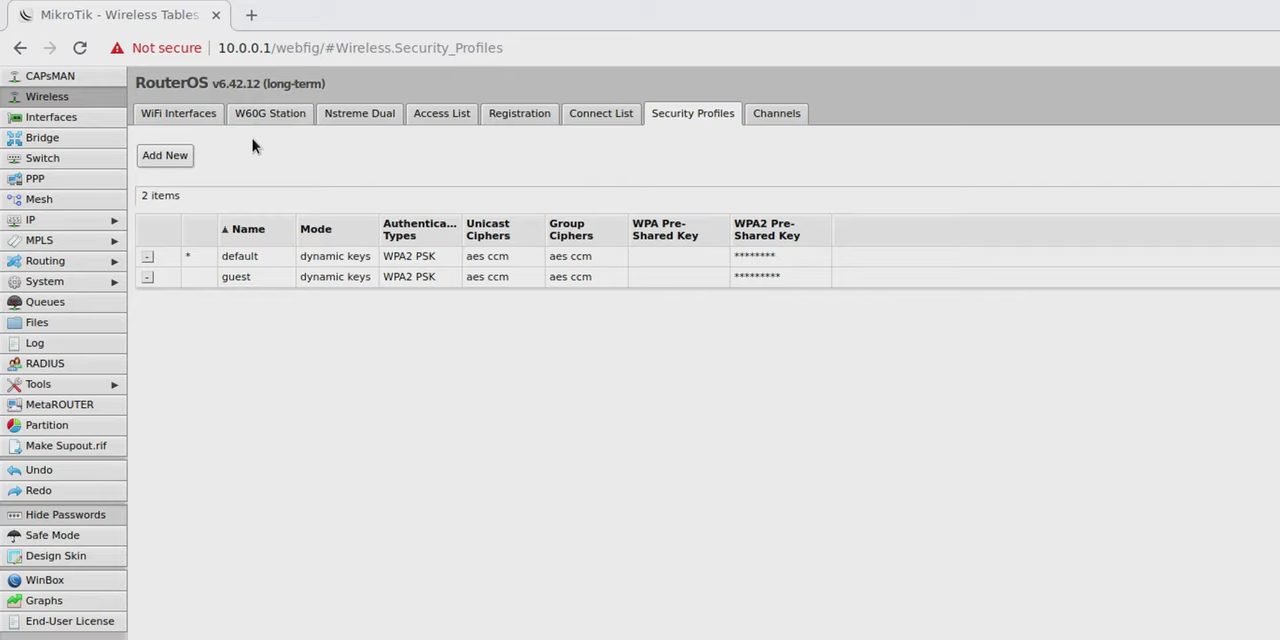 MikroTik - Wireless Tables
Not secure 10.0.0.1/webfig/#Wireless.Security_Profiles
CAPsMAN
Wireless
Interfaces
Bridge
Switch
PPP
Mesh
IP
MPLS
Routing
System
Queues
Files
Log
RADIUS
Tools
MetaROUTER
Partition
Make Supout.rif
Undo
Redo
Hide Passwords
Safe Mode
Design Skin
WinBox
Graphs
End-User License
RouterOS v6.42.12 (long-term)
WiFi Interfaces W60G Station Nstreme Dual Access List Registration Connect List Security Profiles Channels
Add New
2 items
Name Mode Authentica... Types Unicast Ciphers Group Ciphers WPA Pre-Shared Key WPA2 Pre-Shared Key
- * default dynamic keys WPA2 PSK aes ccm aes ccm ********
- guest dynamic keys WPA2 PSK aes ccm aes ccm *********